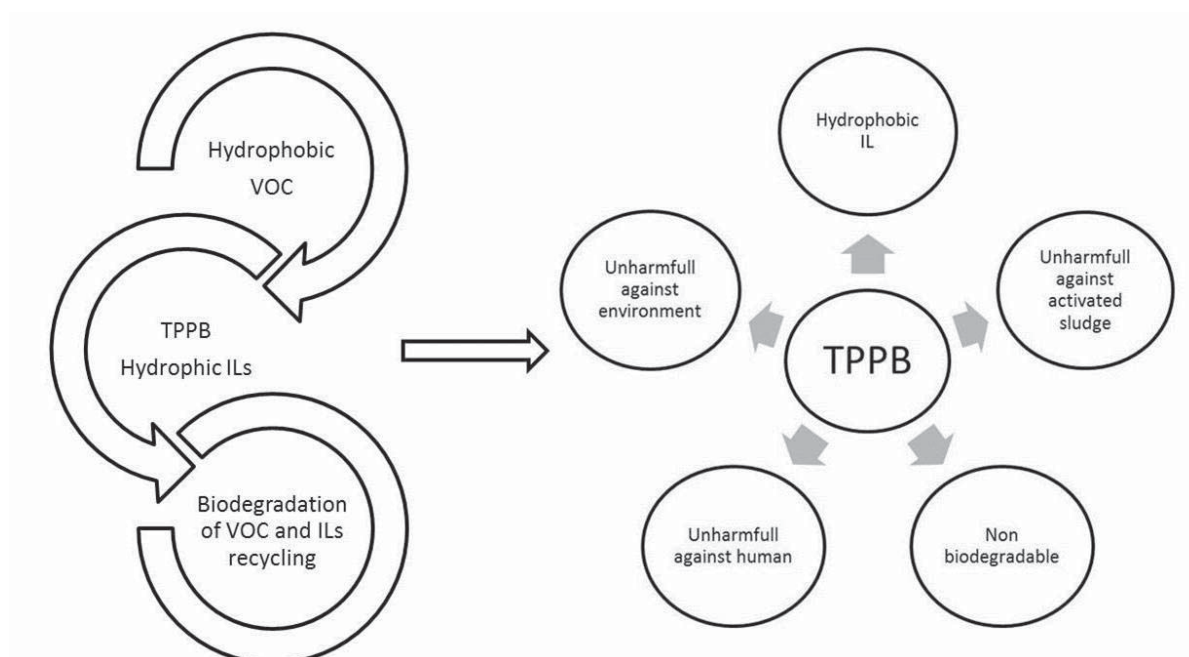 Hydrophobic
VOC
TPPB
Hydrophic ILs
Biodegradation
of VOC and ILs
recycling
Hydrophobic
IL
Unharmfull
against
environment
Unharmfull
against
activated
sludge
TPPB
Unharmfull
against human
Non
biodegradable